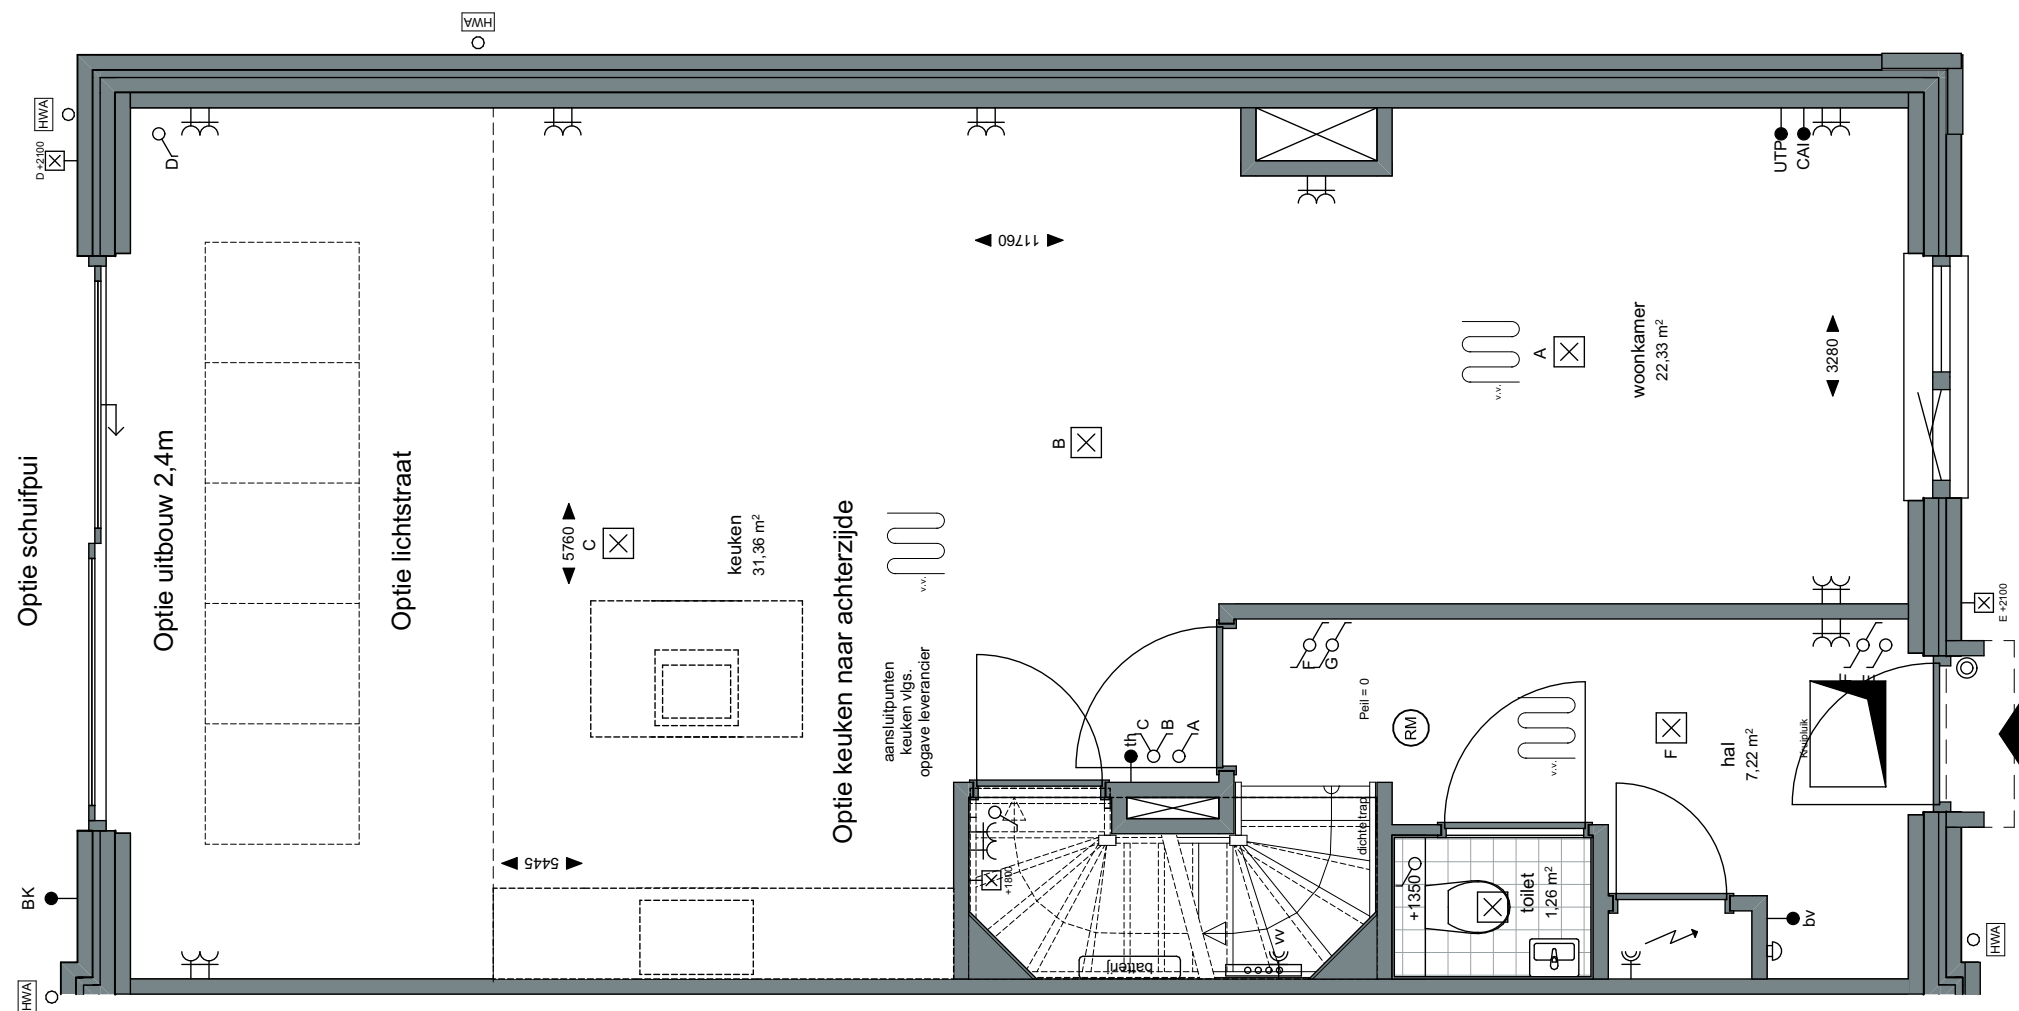 HWA
HWA
D +2100
Dr
UTP
CAI
11760
Optie schuifpui
Optie uitbouw 2,4m
Optie lichtstraat
5760
C
keuken
31,36 m²
Optie keuken naar achterzijde
v.v.
B
v.v.
A
woonkamer
22,33 m²
3280
aansluitpunten
keuken vlgs.
opgave leverancier
E +2100
F
G
Peil = 0
RM
th
C
B
A
v.v.
F
hal
7,22 m²
Kruipluik
F
5445
dichte trap
+1800
BK
+1350
toilet
1,26 m²
vv
batterij
bv
HWA
HWA